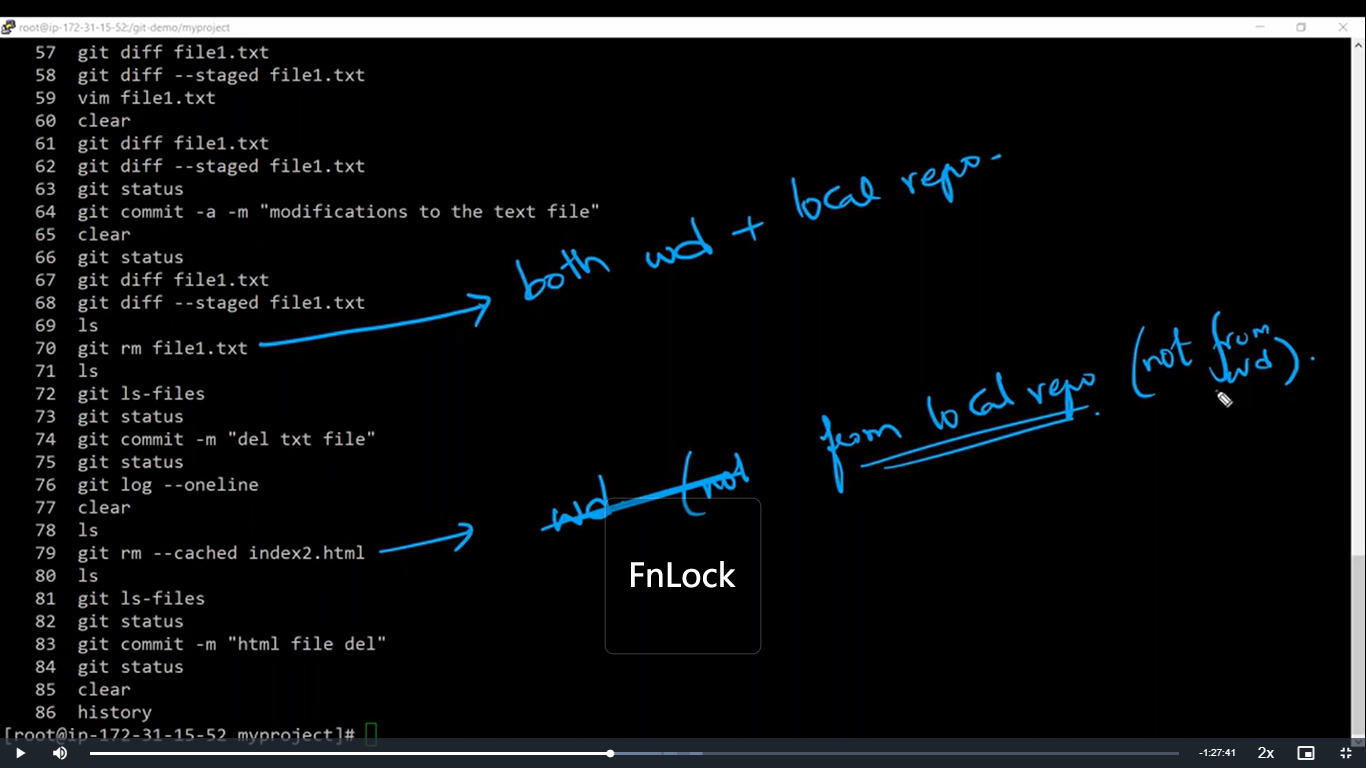 root@ip-172-31-15-52:/git-demo/myproject
57 git diff file1.txt
58 git diff --staged file1.txt
59 vim file1.txt
60 clear
61 git diff file1.txt
62 git diff --staged file1.txt
63 git status
64 git commit -a -m "modifications to the text file"
65 clear
66 git status
67 git diff file1.txt
68 git diff --staged file1.txt
69 ls
70 git rm file1.txt
both wd + local repo.
71 ls
72 git ls-files
73 git status
74 git commit -m "del txt file"
75 git status
76 git log --oneline
77 clear
78 ls
79 git rm --cached index2.html
wd (not
from local repo. (not from wd).
80 ls
81 git ls-files
82 git status
83 git commit -m "html file del"
84 git status
85 clear
86 history
[root@ip-172-31-15-52 myproject]#
FnLock
-1:27:41 2x